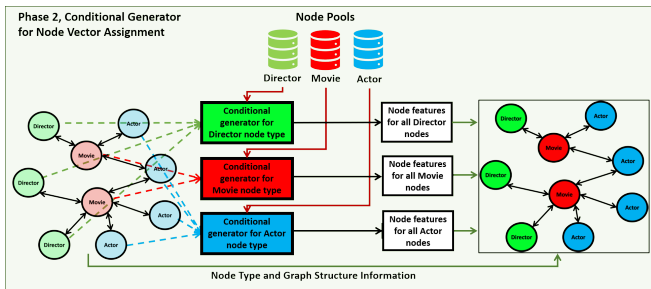 Phase 2, Conditional Generator
for Node Vector Assignment
Node Pools
Director
Movie
Actor
Director
Actor
Movie
Actor
Director
Movie
Actor
Director
Actor
Conditional
generator for
Director node type
Conditional
generator for
Movie node type
Conditional
generator for Actor
node type
Node features
for all Director
nodes
Node features
for all Movie
nodes
Node features
for all Actor
nodes
Director
Actor
Movie
Actor
Director
Movie
Actor
Director
Actor
Node Type and Graph Structure Information